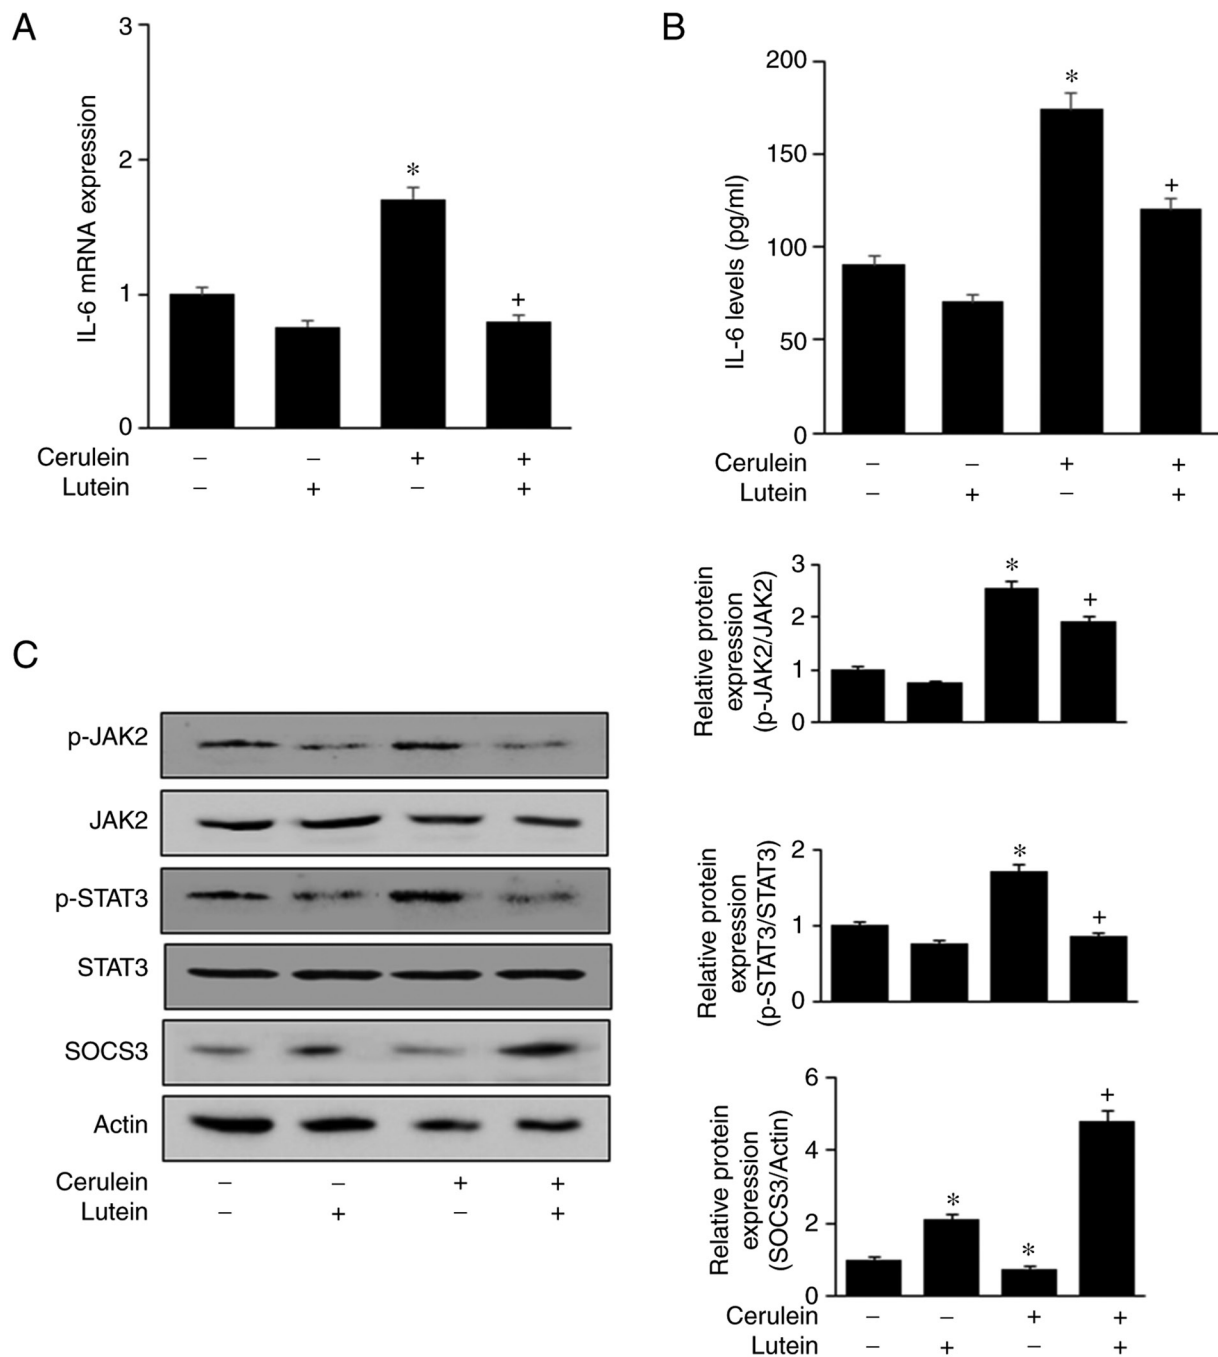 A
IL-6 mRNA expression
3
2
1
0
*
+
Cerulein – – + +
Lutein – + – +
B
IL-6 levels (pg/ml)
200
150
100
50
0
*
+
Cerulein – – + +
Lutein – + – +
C
p-JAK2
JAK2
p-STAT3
STAT3
SOCS3
Actin
Cerulein – – + +
Lutein – + – +
Relative protein
expression
(p-JAK2/JAK2)
3
2
1
0
*
+
Relative protein
expression
(p-STAT3/STAT3)
2
1
0
*
+
Relative protein
expression
(SOCS3/Actin)
6
4
2
0
*
*
+
Cerulein – – + +
Lutein – + – +